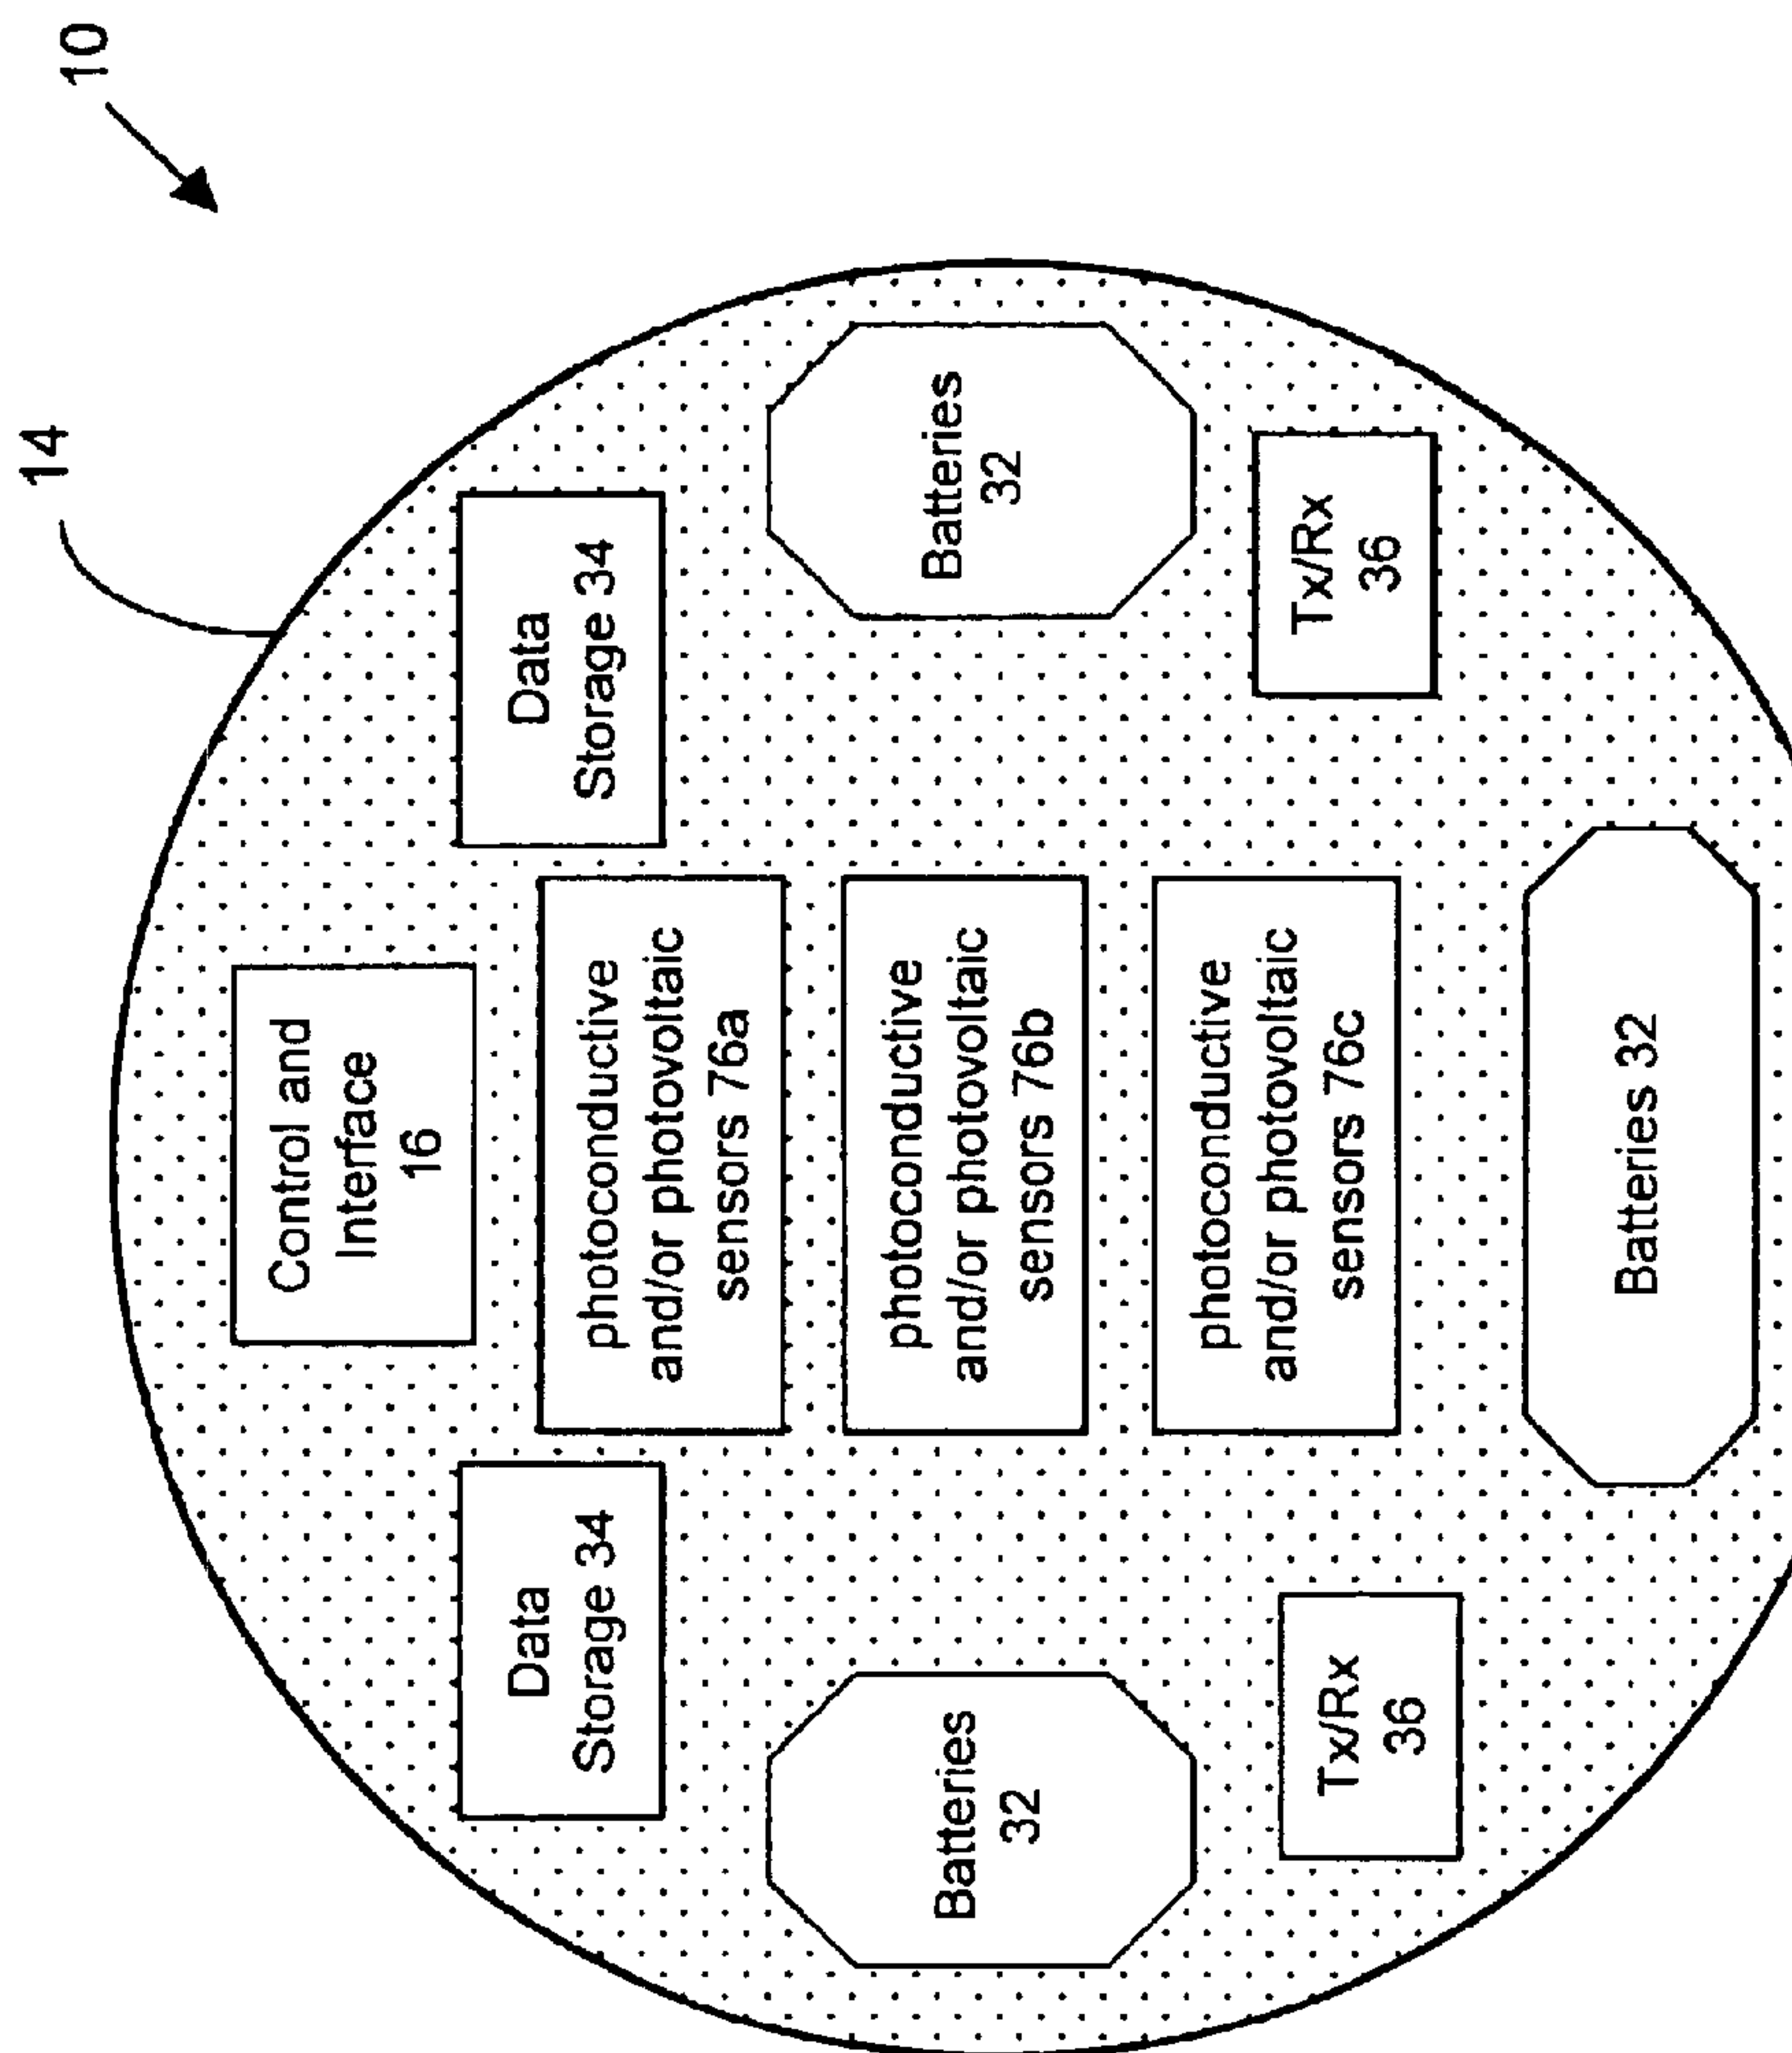 10
14
Control and
Interface
16
Data
Storage 34
Data
Storage 34
photoconductive
and/or photovoltaic
sensors 76a
photoconductive
and/or photovoltaic
sensors 76b
photoconductive
and/or photovoltaic
sensors 76c
Batteries
32
Batteries
32
Tx/Rx
36
Tx/Rx
36
Batteries 32